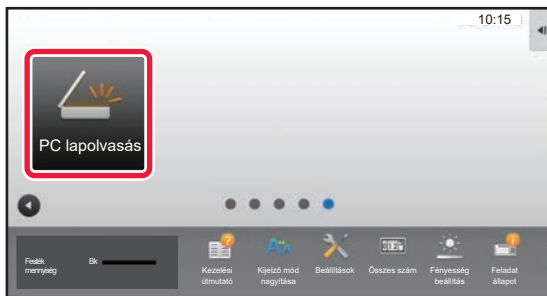 10:15
PC lapolvasás
Festék
mennyiség
Bk
Kezelési
útmutató
Kijelző mód
nagyítása
Beállítások
Összes szám
Fényesség
beállítás
Feladat
állapot